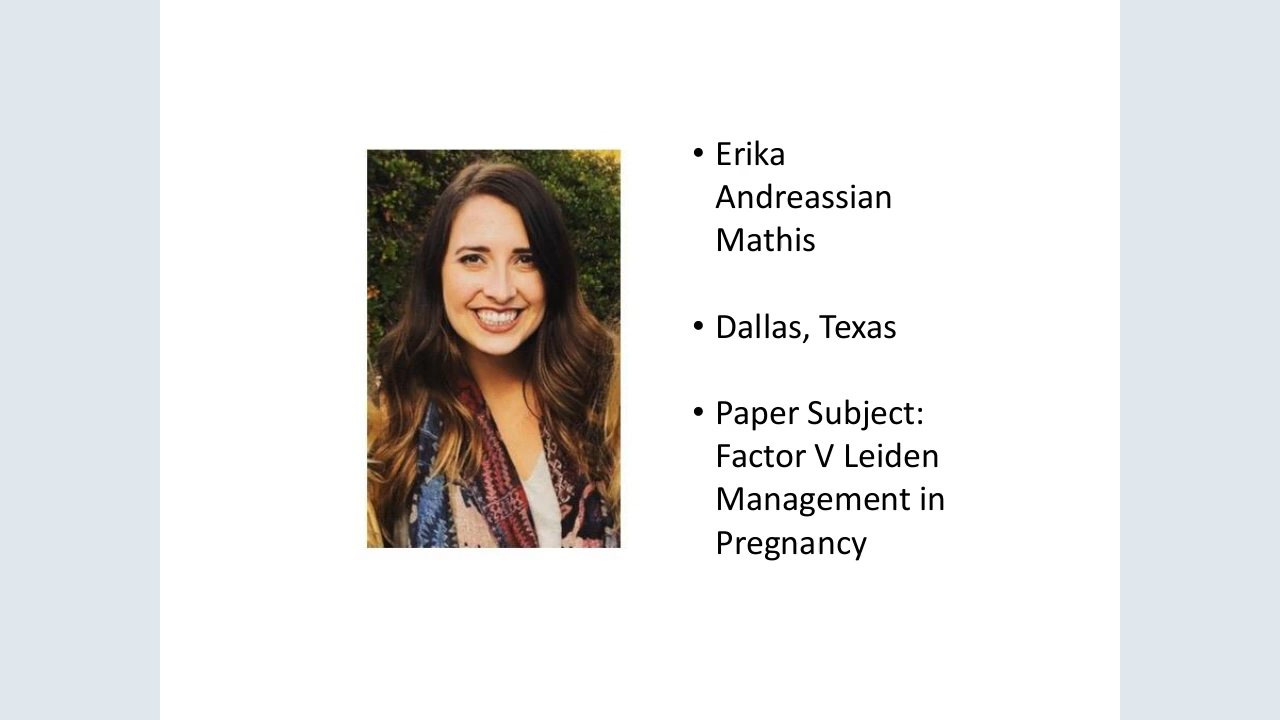 • Erika
Andreassian
Mathis
• Dallas, Texas
• Paper Subject:
Factor V Leiden
Management in
Pregnancy